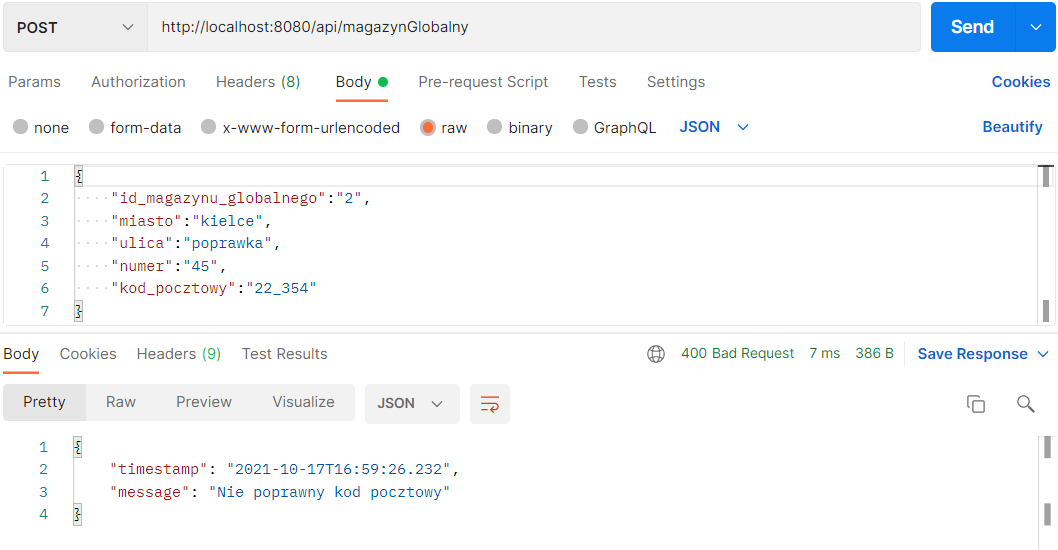 POST http://localhost:8080/api/magazynGlobalny Send
Params Authorization Headers (8) Body Pre-request Script Tests Settings Cookies
none form-data x-www-form-urlencoded raw binary GraphQL JSON Beautify
1 {
2 ····"id_magazynu_globalnego":"2",
3 ····"miasto":"kielce",
4 ····"ulica":"poprawka",
5 ····"numer":"45",
6 ····"kod_pocztowy":"22_354"
7 }
Body Cookies Headers (9) Test Results 400 Bad Request 7 ms 386 B Save Response
Pretty Raw Preview Visualize JSON
1 {
2 "timestamp": "2021-10-17T16:59:26.232",
3 "message": "Nie poprawny kod pocztowy"
4 }